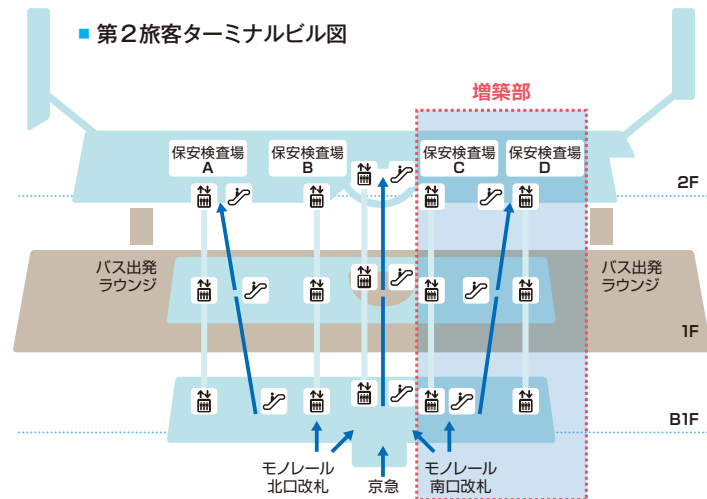 ■ 第2旅客ターミナルビル図
増築部
保安検査場
A
保安検査場
B
保安検査場
C
保安検査場
D
2F
バス出発
ラウンジ
バス出発
ラウンジ
1F
B1F
モノレール
北口改札
京急
モノレール
南口改札